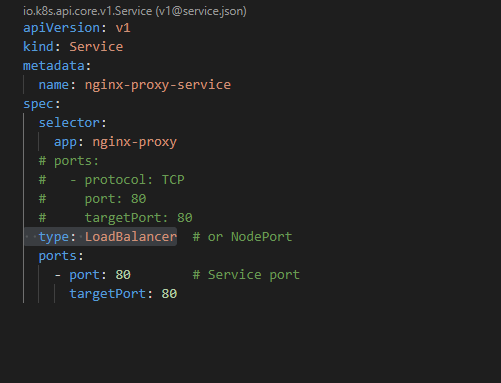 io.k8s.api.core.v1.Service (v1@service.json)
apiVersion: v1
kind: Service
metadata:
  name: nginx-proxy-service
spec:
  selector:
    app: nginx-proxy
  # ports:
  #   - protocol: TCP
  #     port: 80
  #     targetPort: 80
  type: LoadBalancer  # or NodePort
  ports:
    - port: 80        # Service port
      targetPort: 80